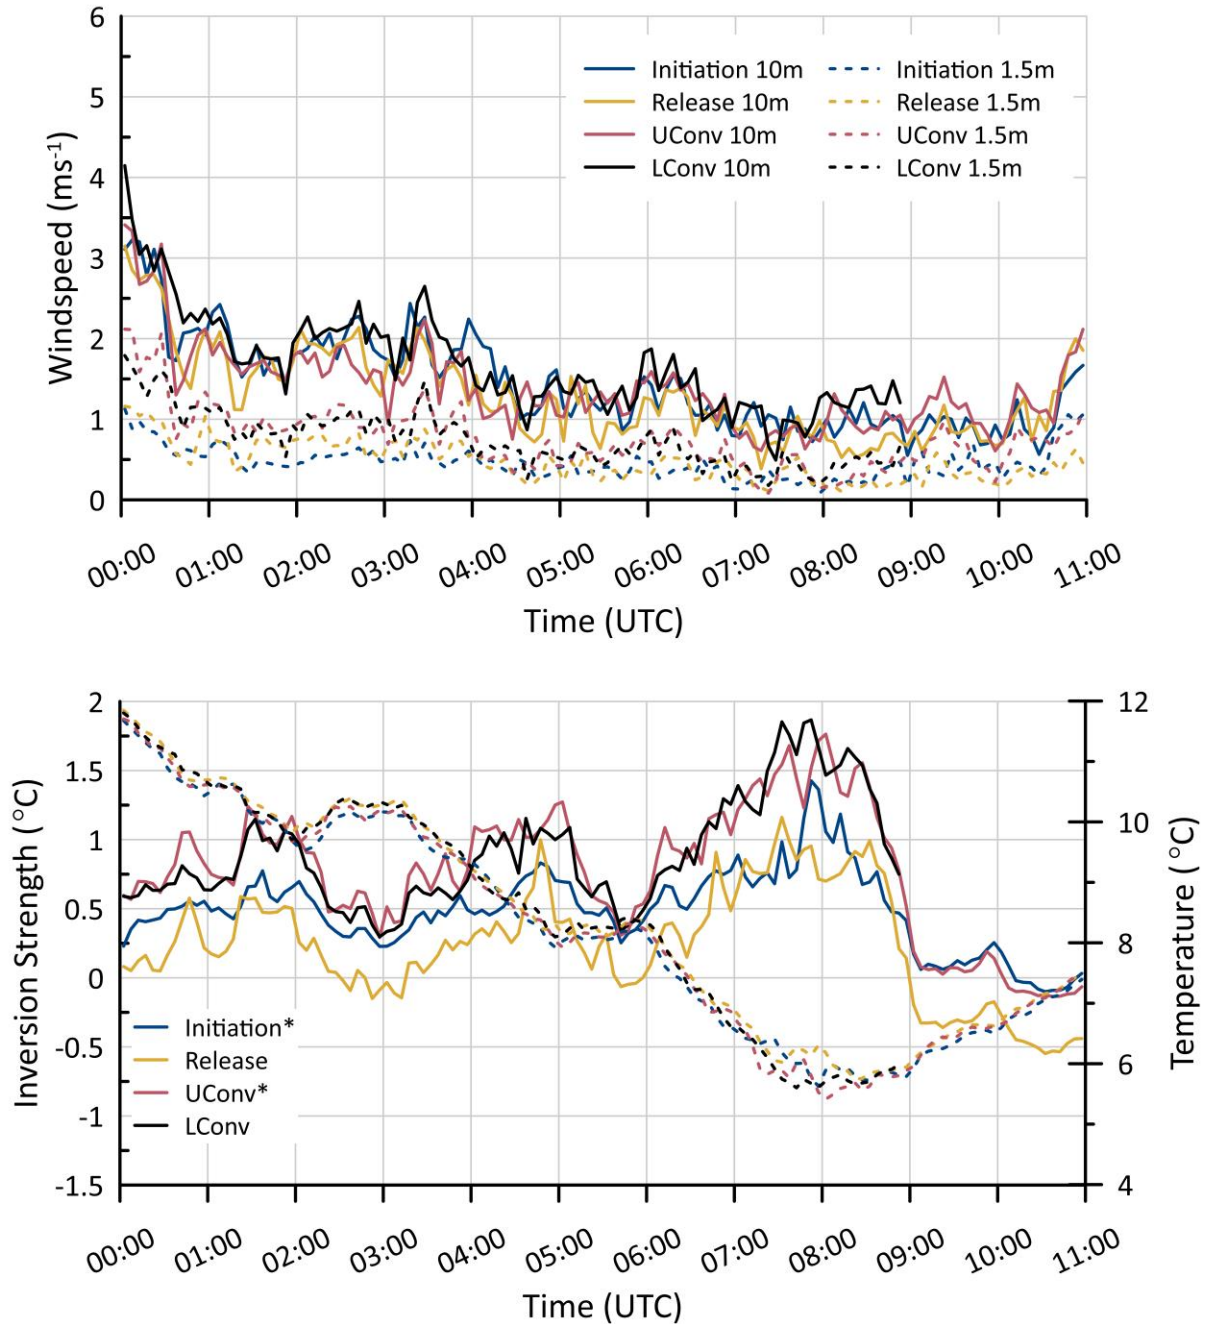 6
5
4
3
2
1
0
Windspeed (ms-1)
Initiation 10m
Release 10m
UConv 10m
LConv 10m
Initiation 1.5m
Release 1.5m
UConv 1.5m
LConv 1.5m
00:00 01:00 02:00 03:00 04:00 05:00 06:00 07:00 08:00 09:00 10:00 11:00
Time (UTC)
2
1.5
1
0.5
0
-0.5
-1
-1.5
Inversion Strength (°C)
Initiation*
Release
UConv*
LConv
12
10
8
6
4
Temperature (°C)
00:00 01:00 02:00 03:00 04:00 05:00 06:00 07:00 08:00 09:00 10:00 11:00
Time (UTC)